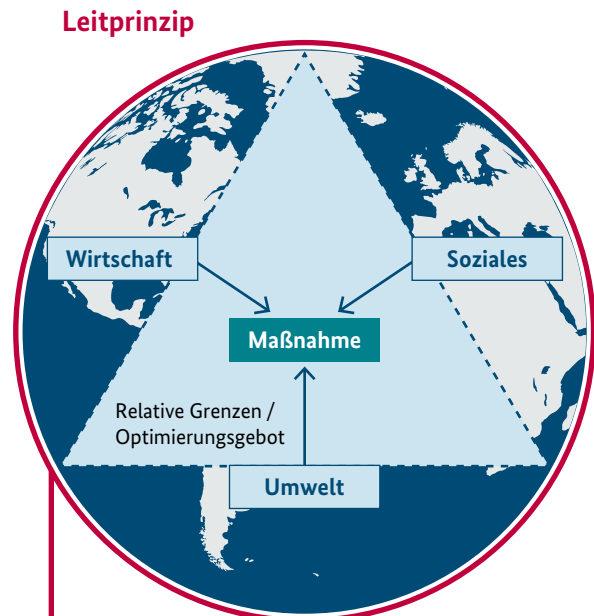 Leitprinzip
Wirtschaft
Soziales
Maßnahme
Relative Grenzen /
Optimierungsgebot
Umwelt